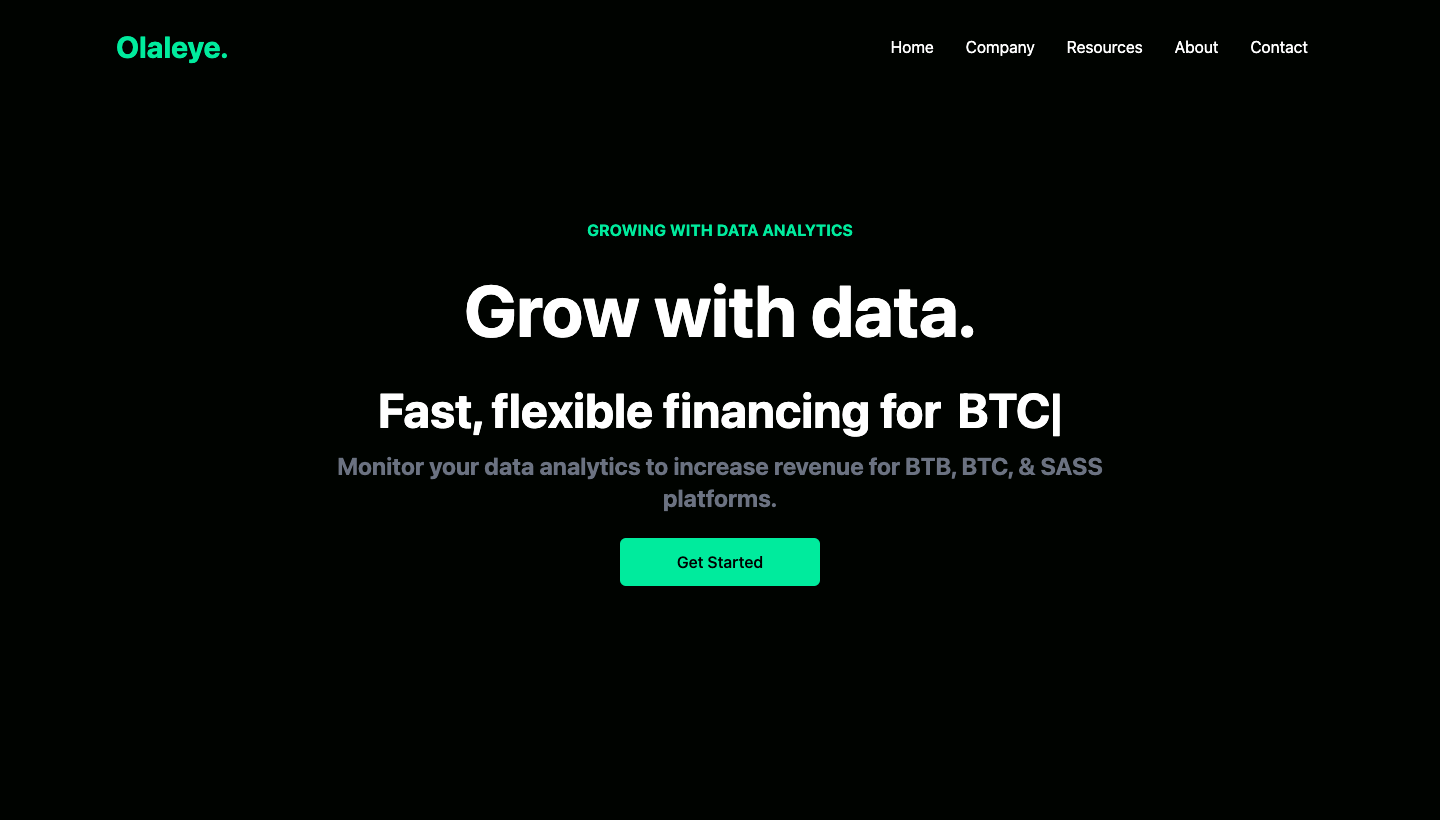 Olaleye.
Home Company Resources About Contact
GROWING WITH DATA ANALYTICS
Grow with data.
Fast, flexible financing for BTC|
Monitor your data analytics to increase revenue for BTB, BTC, & SASS
platforms.
Get Started